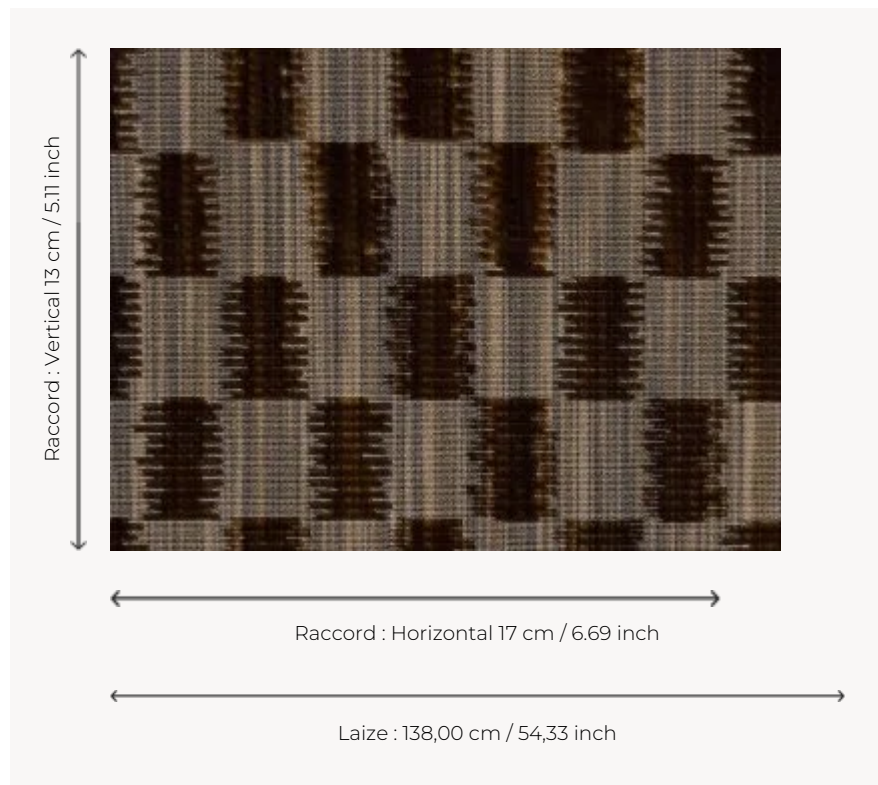 Raccord : Vertical 13 cm / 5.11 inch
Raccord : Horizontal 17 cm / 6.69 inch
Laize : 138,00 cm / 54,33 inch